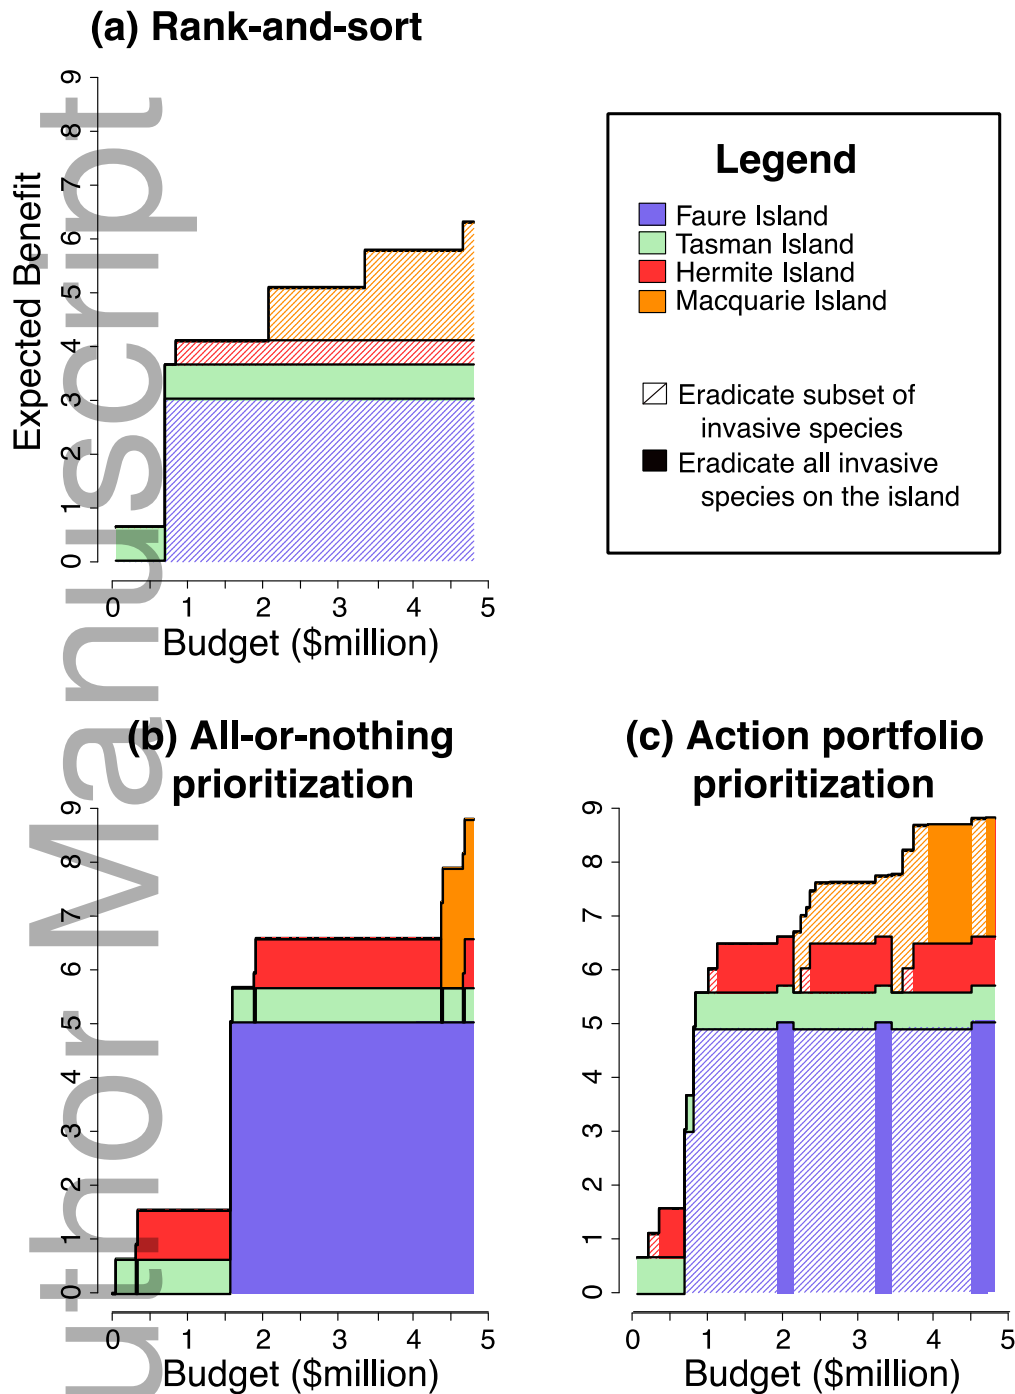 (a) Rank-and-sort
Expected Benefit
0 1 2 3 4 5 6 7 8 9
0 1 2 3 4 5
Budget ($million)
Legend
Faure Island
Tasman Island
Hermite Island
Macquarie Island
Eradicate subset of
invasive species
Eradicate all invasive
species on the island
(b) All-or-nothing
prioritization
0 1 2 3 4 5 6 7 8 9
0 1 2 3 4 5
Budget ($million)
(c) Action portfolio
prioritization
0 1 2 3 4 5 6 7 8 9
0 1 2 3 4 5
Budget ($million)
uthor Manuscript